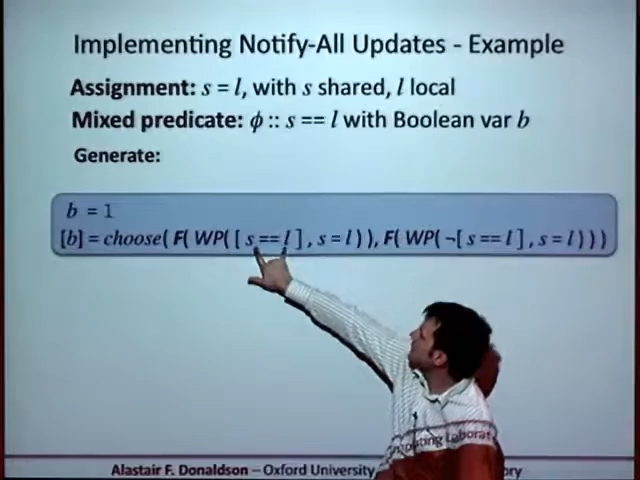 Implementing Notify-All Updates - Example
Assignment: s = l, with s shared, l local
Mixed predicate: ϕ :: s == l with Boolean var b
Generate:
b = 1
[b] = choose( F( WP( [ s == l ] , s = l ) ), F( WP( ¬[ s == l ] , s = l ) ) )
Alastair F. Donaldson – Oxford University